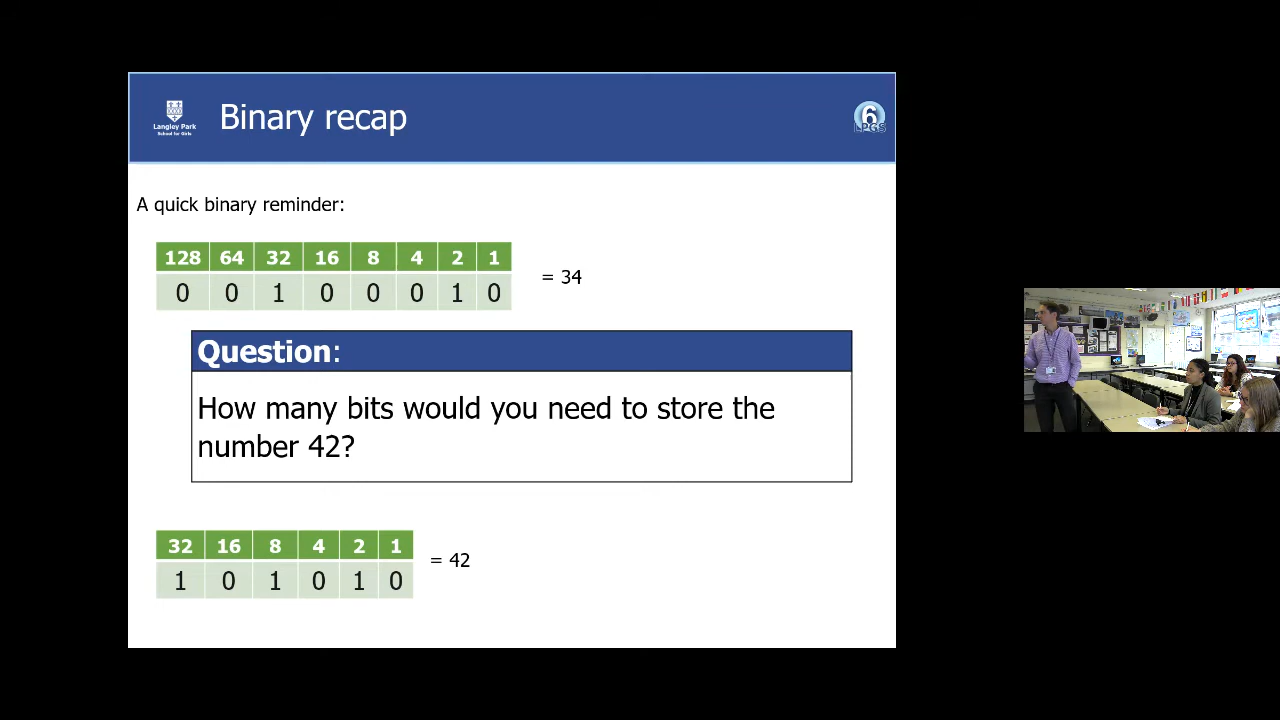 Langley Park
School for Girls
Binary recap
6
LPGS
A quick binary reminder:
128 64 32 16 8 4 2 1
0 0 1 0 0 0 1 0
= 34
Question:
How many bits would you need to store the
number 42?
32 16 8 4 2 1
1 0 1 0 1 0
= 42